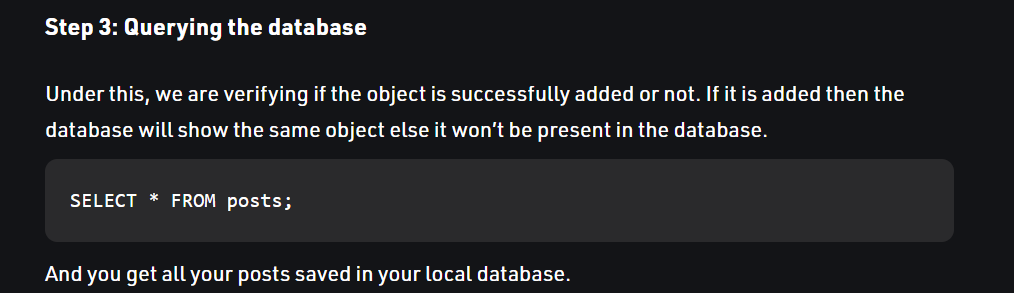 Step 3: Querying the database
Under this, we are verifying if the object is successfully added or not. If it is added then the
database will show the same object else it won’t be present in the database.
SELECT * FROM posts;
And you get all your posts saved in your local database.